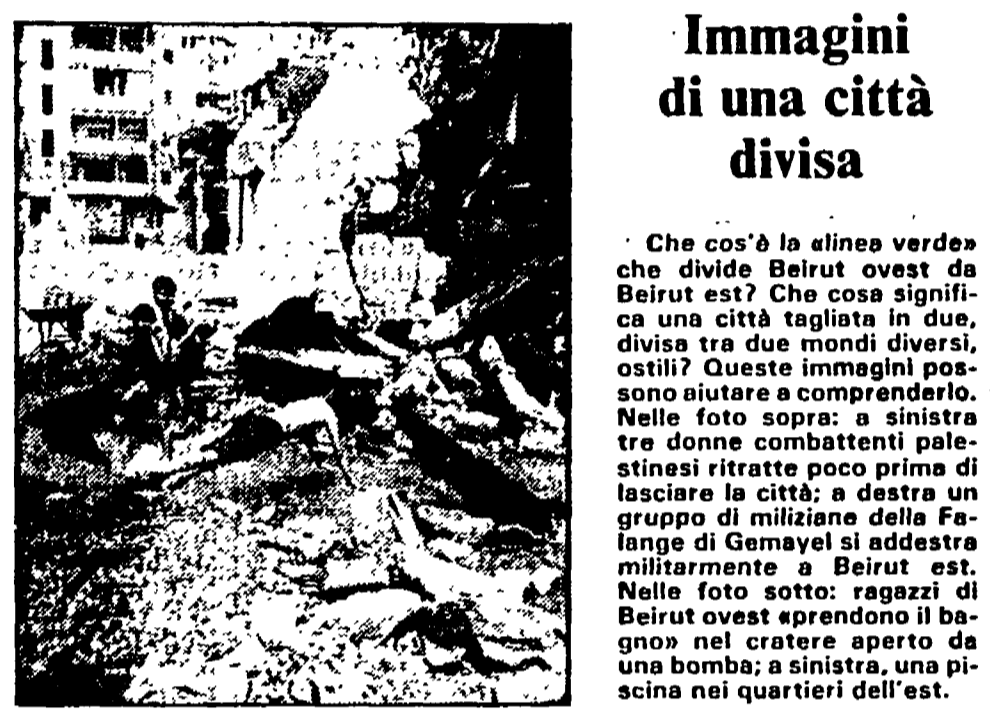 Immagini
di una città
divisa
Che cos'è la «linea verde»
che divide Beirut ovest da
Beirut est? Che cosa signifi-
ca una città tagliata in due,
divisa tra due mondi diversi,
ostili? Queste immagini pos-
sono aiutare a comprenderlo.
Nelle foto sopra: a sinistra
tre donne combattenti pale-
stinesi ritratte poco prima di
lasciare la città; a destra un
gruppo di miliziane della Fa-
lange di Gemayel si addestra
militarmente a Beirut est.
Nelle foto sotto: ragazzi di
Beirut ovest «prendono il ba-
gno» nel cratere aperto da
una bomba; a sinistra, una pi-
scina nei quartieri dell'est.